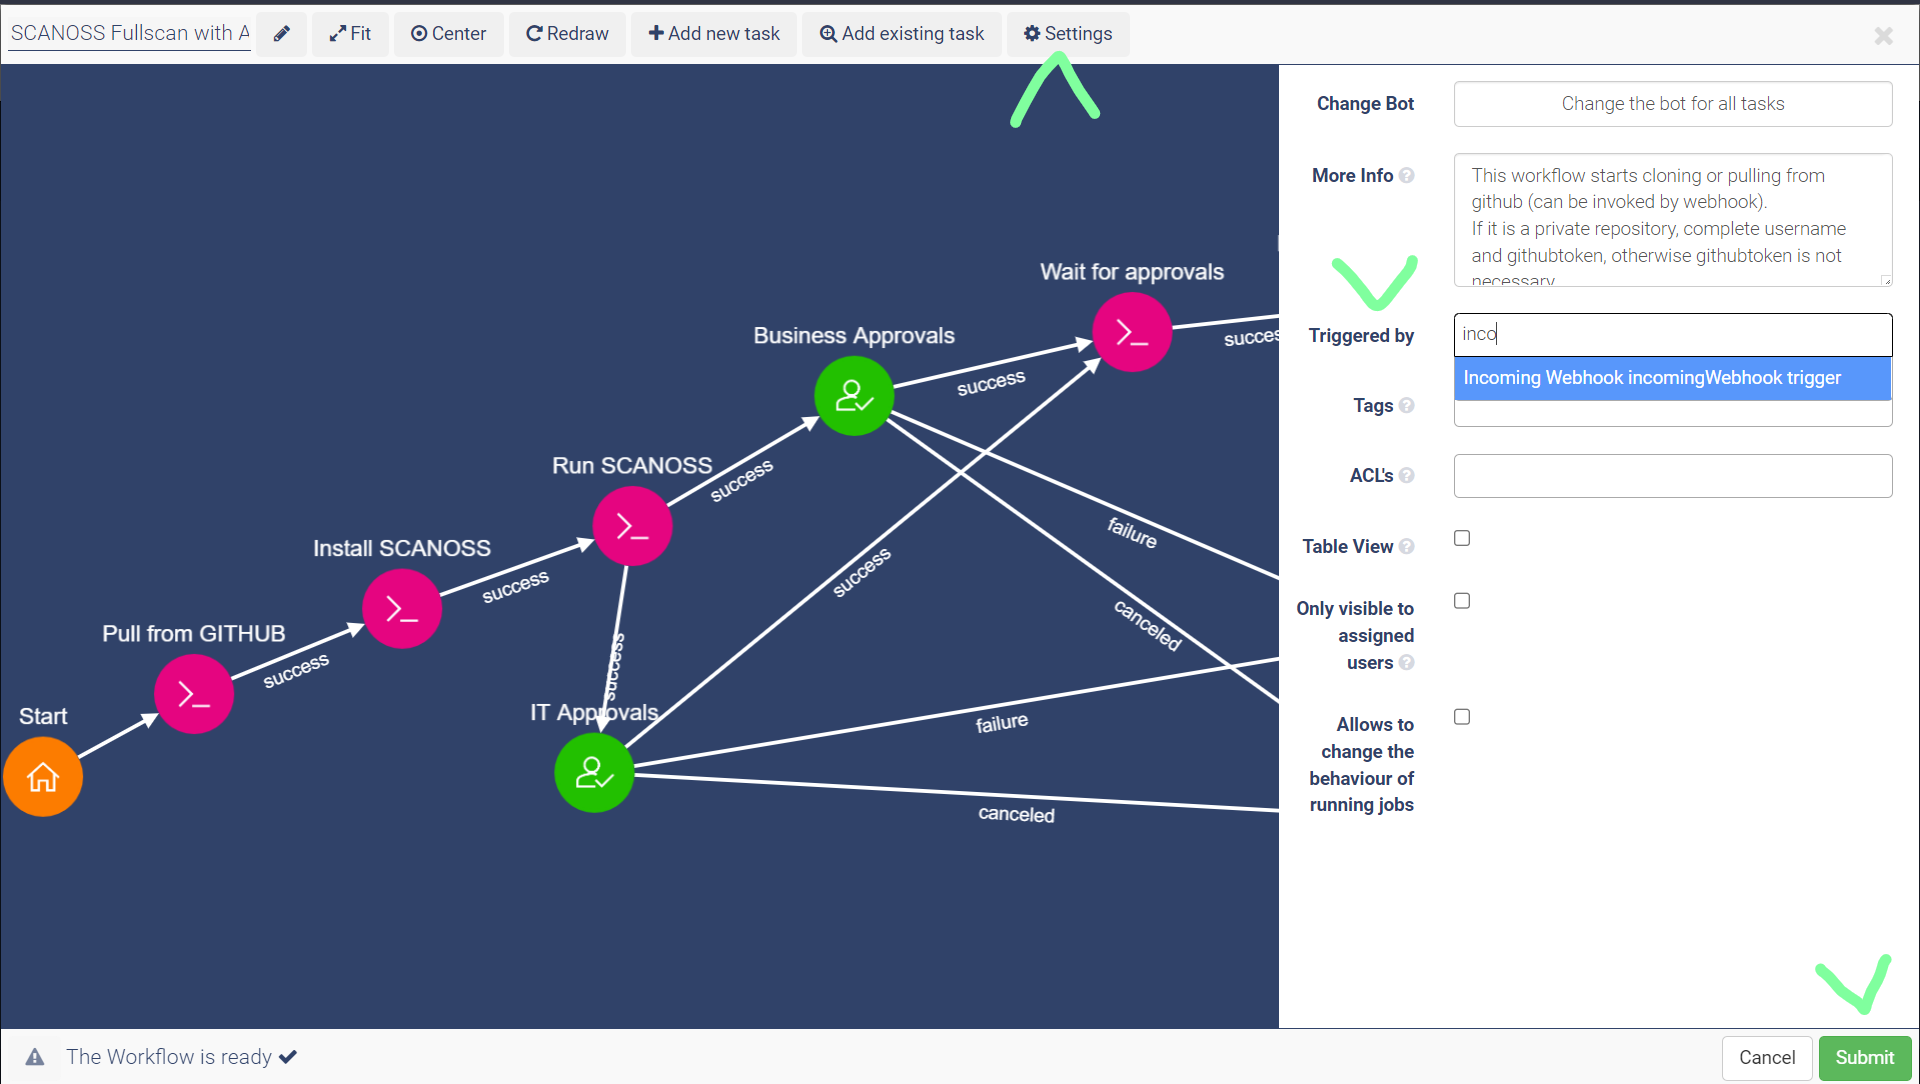 SCANOSS Fullscan with A
Fit
Center
Redraw
Add new task
Add existing task
Settings
Change Bot
Change the bot for all tasks
More Info
This workflow starts cloning or pulling from
github (can be invoked by webhook).
If it is a private repository, complete username
and githubtoken, otherwise githubtoken is not
necessary
Triggered by
inco
Incoming Webhook incomingWebhook trigger
Tags
ACL's
Table View
Only visible to
assigned
users
Allows to
change the
behaviour of
running jobs
Wait for approvals
success
Business Approvals
success
failure
canceled
Run SCANOSS
success
success
Install SCANOSS
success
Pull from GITHUB
success
Start
IT Approvals
success
failure
canceled
The Workflow is ready
Cancel
Submit